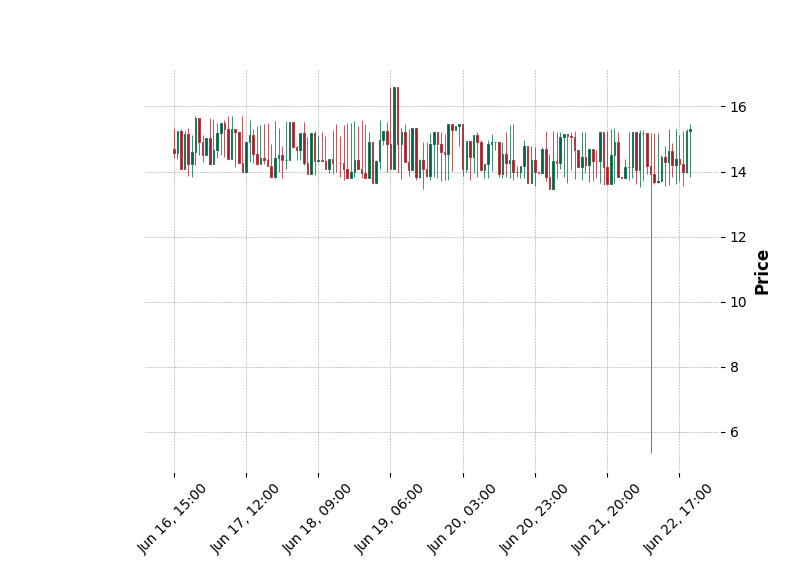 16
14
12
10
8
6
Price
Jun 16, 15:00
Jun 17, 12:00
Jun 18, 09:00
Jun 19, 06:00
Jun 20, 03:00
Jun 20, 23:00
Jun 21, 20:00
Jun 22, 17:00